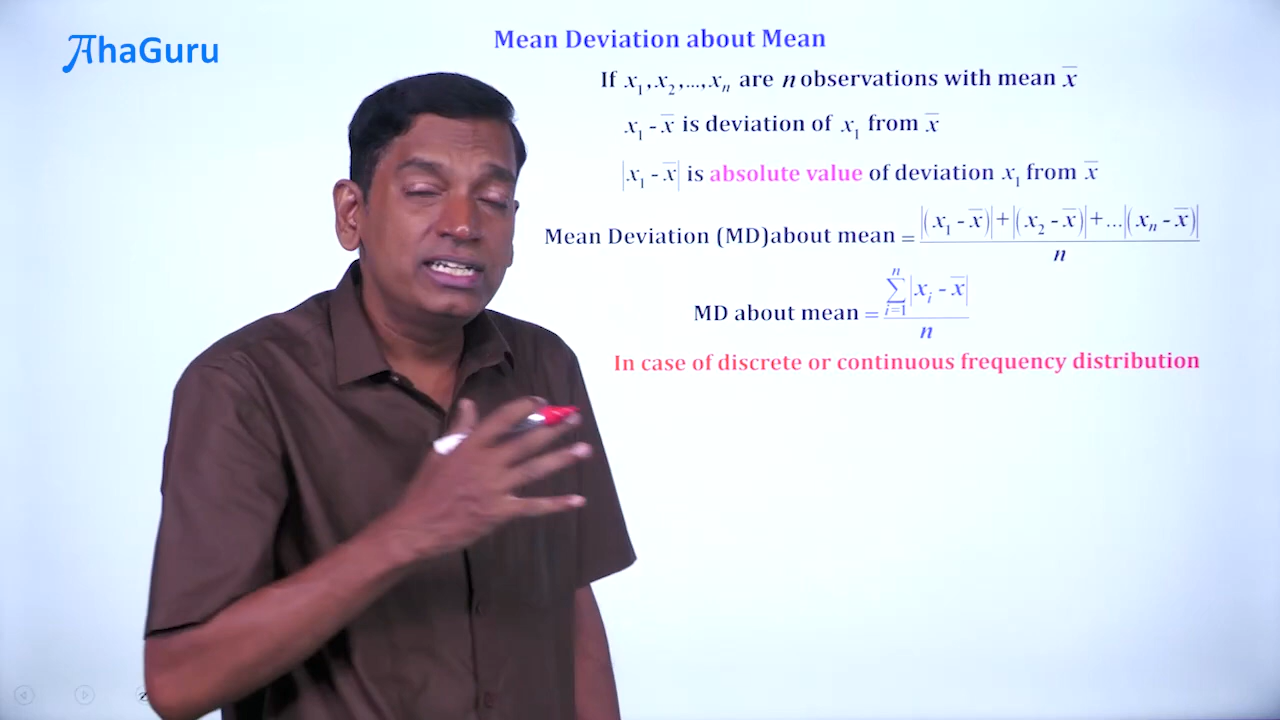 AhaGuru
Mean Deviation about Mean
If x₁, x₂, ..., xₙ are n observations with mean x̄
x₁ - x̄ is deviation of x₁ from x̄
|x₁ - x̄| is absolute value of deviation x₁ from x̄
Mean Deviation (MD)about mean = |(x₁ - x̄)|+|(x₂ - x̄)|+...|(xₙ - x̄)| / n
MD about mean = ∑ⁿᵢ₌₁ |xᵢ - x̄| / n
In case of discrete or continuous frequency distribution